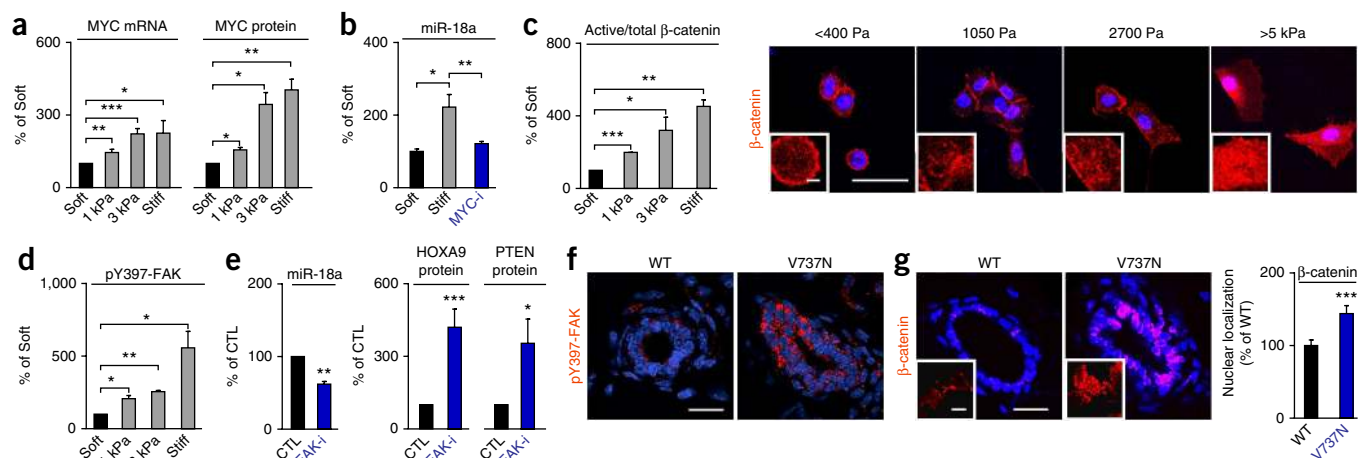 a
MYC mRNA
MYC protein
% of Soft
600
300
0
* *** **
** * *
Soft
1 kPa
3 kPa
Stiff
Soft
1 kPa
3 kPa
Stiff
b
miR-18a
% of Soft
400
200
0
* **
Soft
Stiff
MYC-i
c
Active/total β-catenin
% of Soft
800
400
0
** * ***
Soft
1 kPa
3 kPa
Stiff
β-catenin
<400 Pa
1050 Pa
2700 Pa
>5 kPa
d
pY397-FAK
% of Soft
1,000
500
0
* ** *
Soft
kPa
kPa
Stiff
e
miR-18a
% of CTL
200
100
0
**
CTL
FAK-i
HOXA9 protein
PTEN protein
% of CTL
600
300
0
***
*
CTL
FAK-i
CTL
FAK-i
f
WT
V737N
pY397-FAK
g
WT
V737N
β-catenin
β-catenin
Nuclear localization
(% of WT)
200
100
0
***
WT
V737N